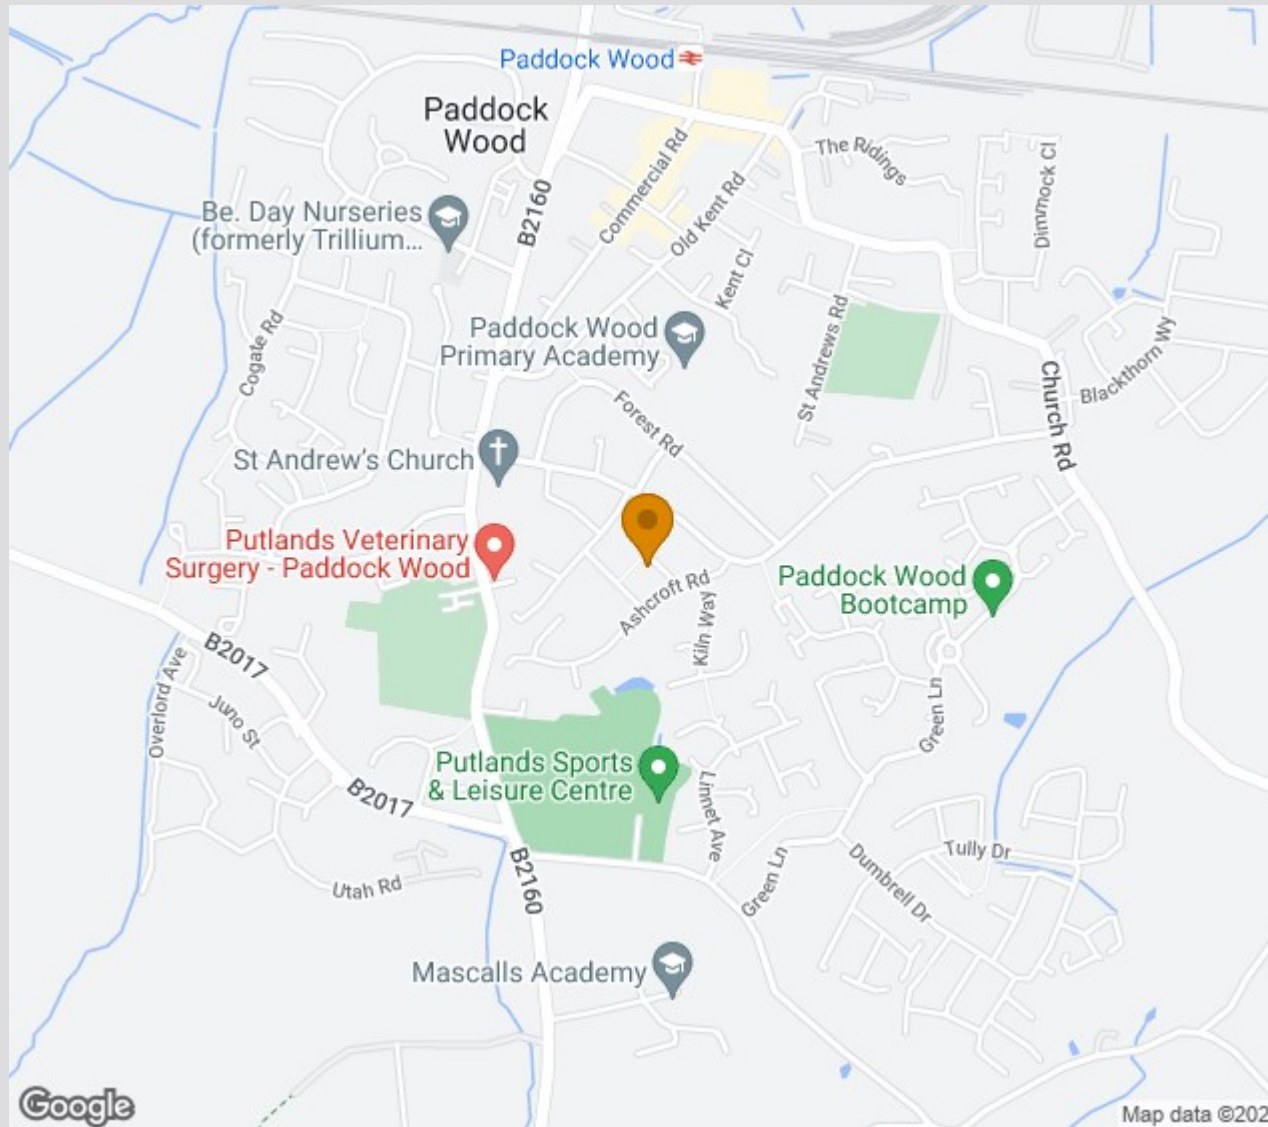 Paddock Wood
Paddock
Wood
The Ridings
Dimmock Cl
Commercial Rd
Old Kent Rd
B2160
Be. Day Nurseries
(formerly Trillium...
Kent Cl
Cogate Rd
Paddock Wood
Primary Academy
St Andrews Rd
Blackthorn Wy
Church Rd
Forest Rd
St Andrew's Church
Putlands Veterinary
Surgery - Paddock Wood
Paddock Wood
Bootcamp
Ashcroft Rd
Kiln Way
B2017
Overlord Ave
Juno St
Green Ln
Putlands Sports
& Leisure Centre
B2017
Linnet Ave
Tully Dr
Utah Rd
B2160
Green Ln
Dumbrell Dr
Mascalls Academy
Google
Map data ©202